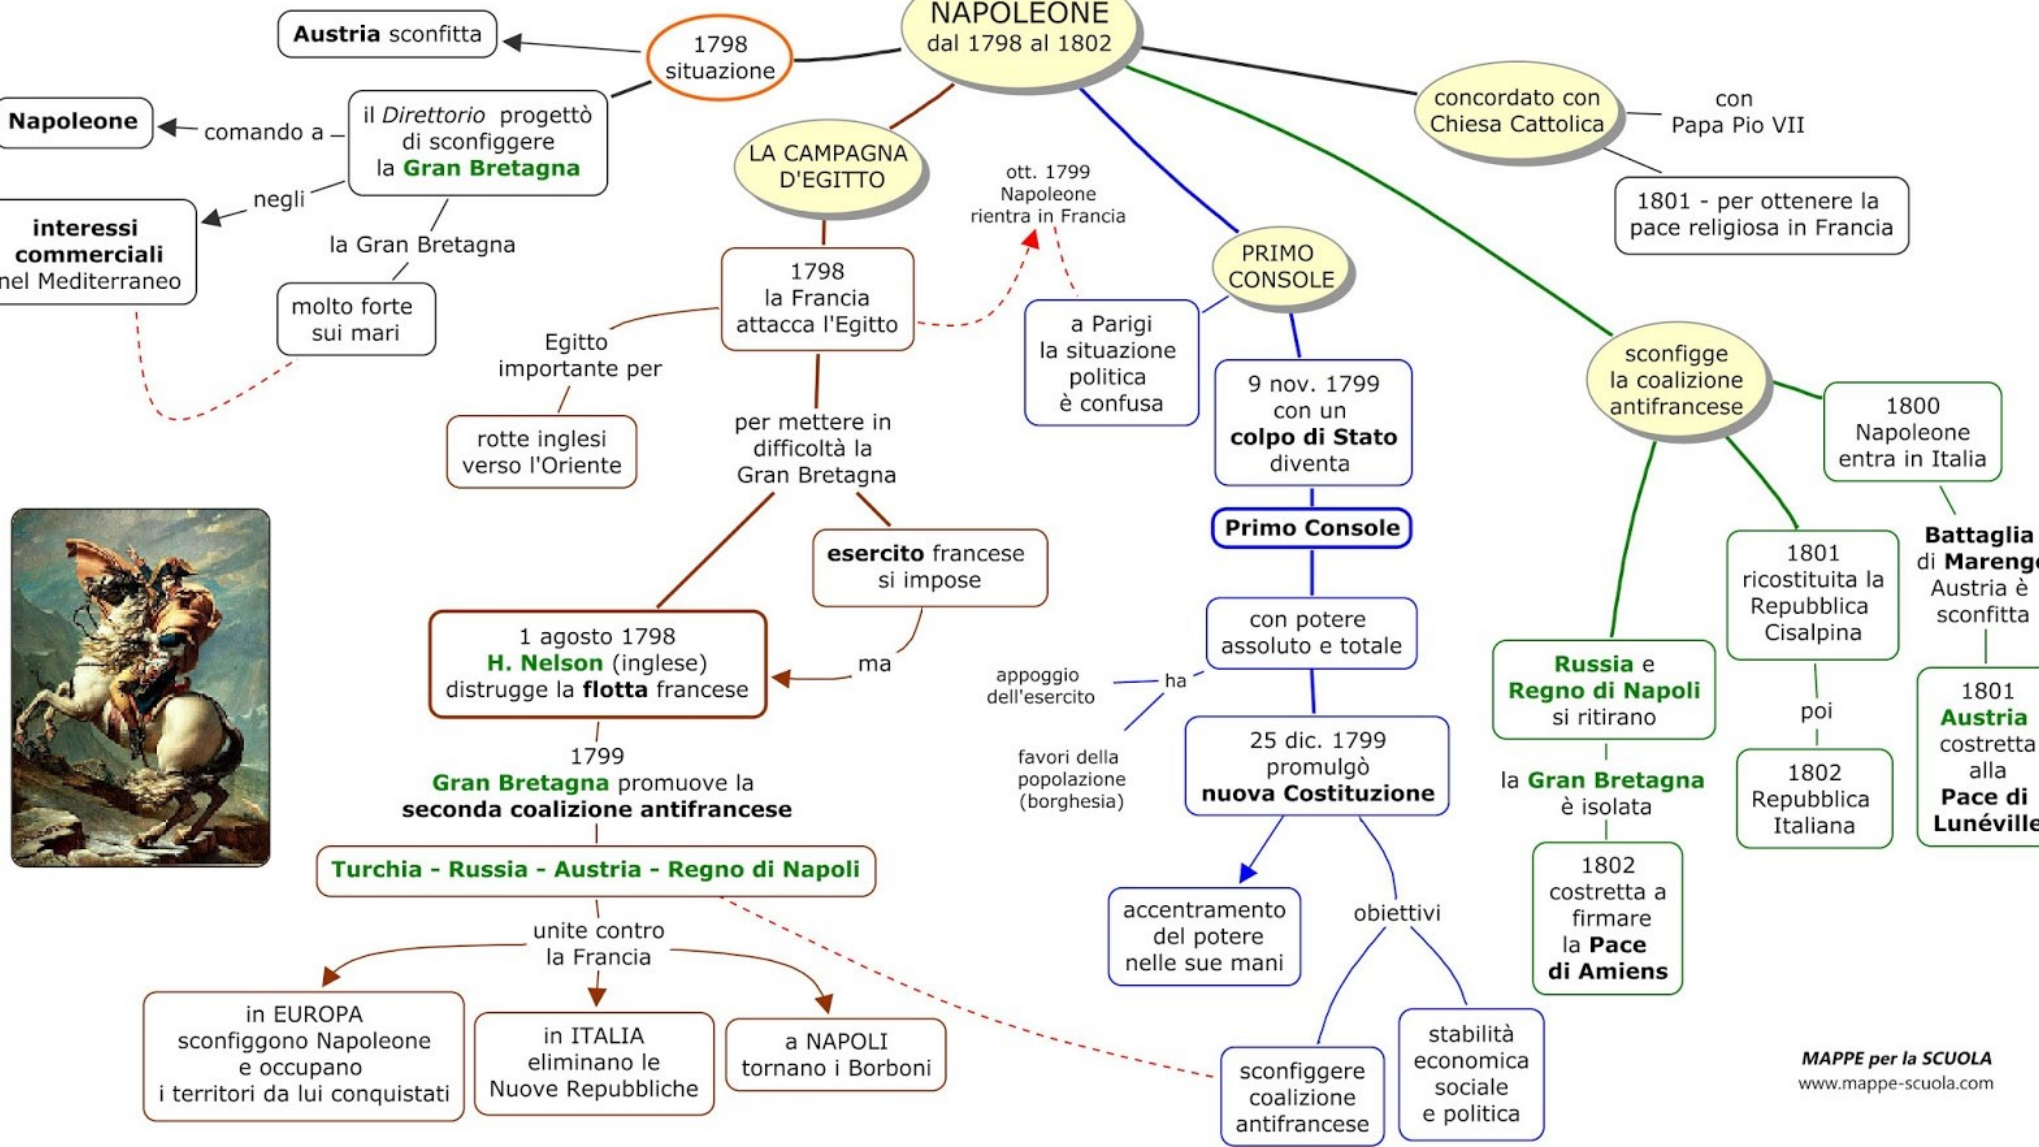 NAPOLEONE
dal 1798 al 1802
1798
situazione
Austria sconfitta
il Direttorio progettò
di sconfiggere
la Gran Bretagna
comando a
Napoleone
negli
interessi
commerciali
nel Mediterraneo
la Gran Bretagna
molto forte
sui mari
LA CAMPAGNA
D'EGITTO
1798
la Francia
attacca l'Egitto
Egitto
importante per
rotte inglesi
verso l'Oriente
ott. 1799
Napoleone
rientra in Francia
per mettere in
difficoltà la
Gran Bretagna
esercito francese
si impose
ma
1 agosto 1798
H. Nelson (inglese)
distrugge la flotta francese
1799
Gran Bretagna promuove la
seconda coalizione antifrancese
Turchia - Russia - Austria - Regno di Napoli
unite contro
la Francia
in EUROPA
sconfiggono Napoleone
e occupano
i territori da lui conquistati
in ITALIA
eliminano le
Nuove Repubbliche
a NAPOLI
tornano i Borboni
PRIMO
CONSOLE
a Parigi
la situazione
politica
è confusa
9 nov. 1799
con un
colpo di Stato
diventa
Primo Console
con potere
assoluto e totale
ha
appoggio
dell'esercito
favori della
popolazione
(borghesia)
25 dic. 1799
promulgò
nuova Costituzione
accentramento
del potere
nelle sue mani
obiettivi
sconfiggere
coalizione
antifrancese
stabilità
economica
sociale
e politica
concordato con
Chiesa Cattolica
con
Papa Pio VII
1801 - per ottenere la
pace religiosa in Francia
sconfigge
la coalizione
antifrancese
1800
Napoleone
entra in Italia
Battaglia
di Marengo
Austria è
sconfitta
1801
Austria
costretta
alla
Pace di
Lunéville
1801
ricostituita la
Repubblica
Cisalpina
poi
1802
Repubblica
Italiana
Russia e
Regno di Napoli
si ritirano
la Gran Bretagna
è isolata
1802
costretta a
firmare
la Pace
di Amiens
MAPPE per la SCUOLA
www.mappe-scuola.com